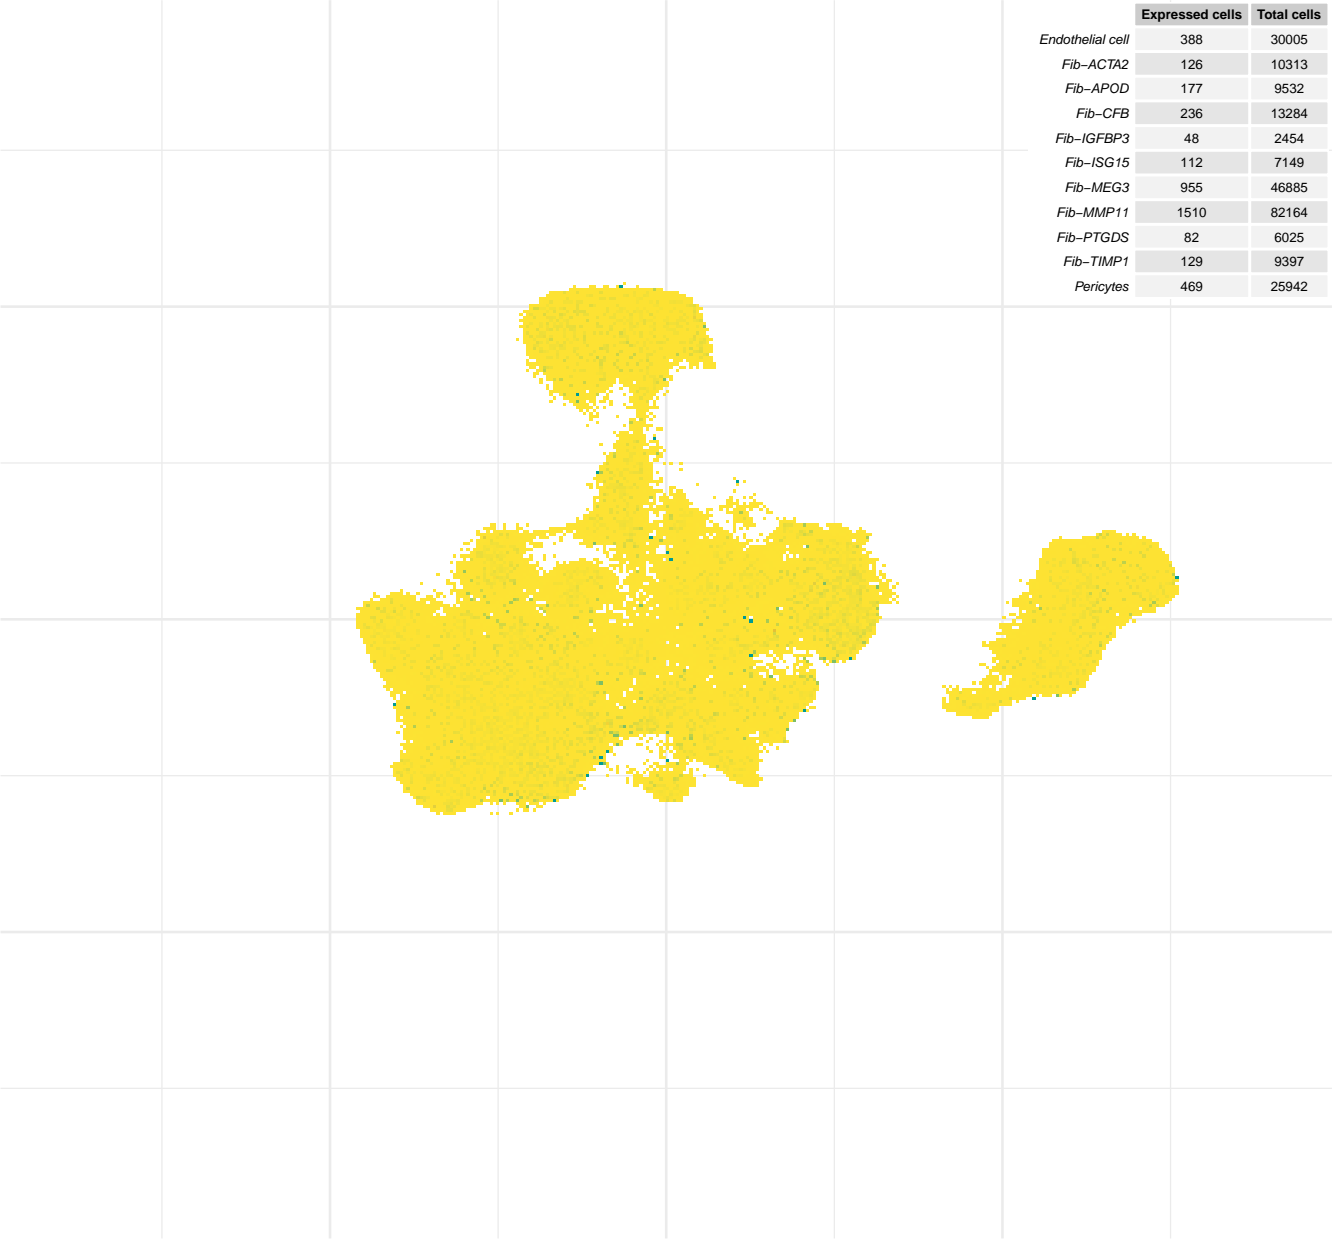 Expressed cells Total cells
Endothelial cell 388 30005
Fib−ACTA2 126 10313
Fib−APOD 177 9532
Fib−CFB 236 13284
Fib−IGFBP3 48 2454
Fib−ISG15 112 7149
Fib−MEG3 955 46885
Fib−MMP11 1510 82164
Fib−PTGDS 82 6025
Fib−TIMP1 129 9397
Pericytes 469 25942